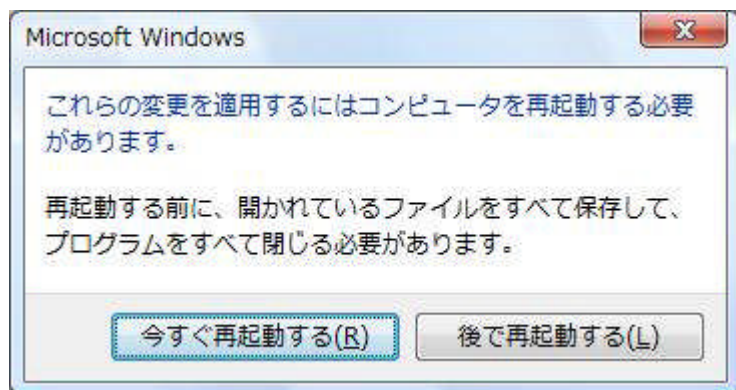 Microsoft Windows
これらの変更を適用するにはコンピュータを再起動する必要
があります。
再起動する前に、開かれているファイルをすべて保存して、
プログラムをすべて閉じる必要があります。
今すぐ再起動する(R) 後で再起動する(L)